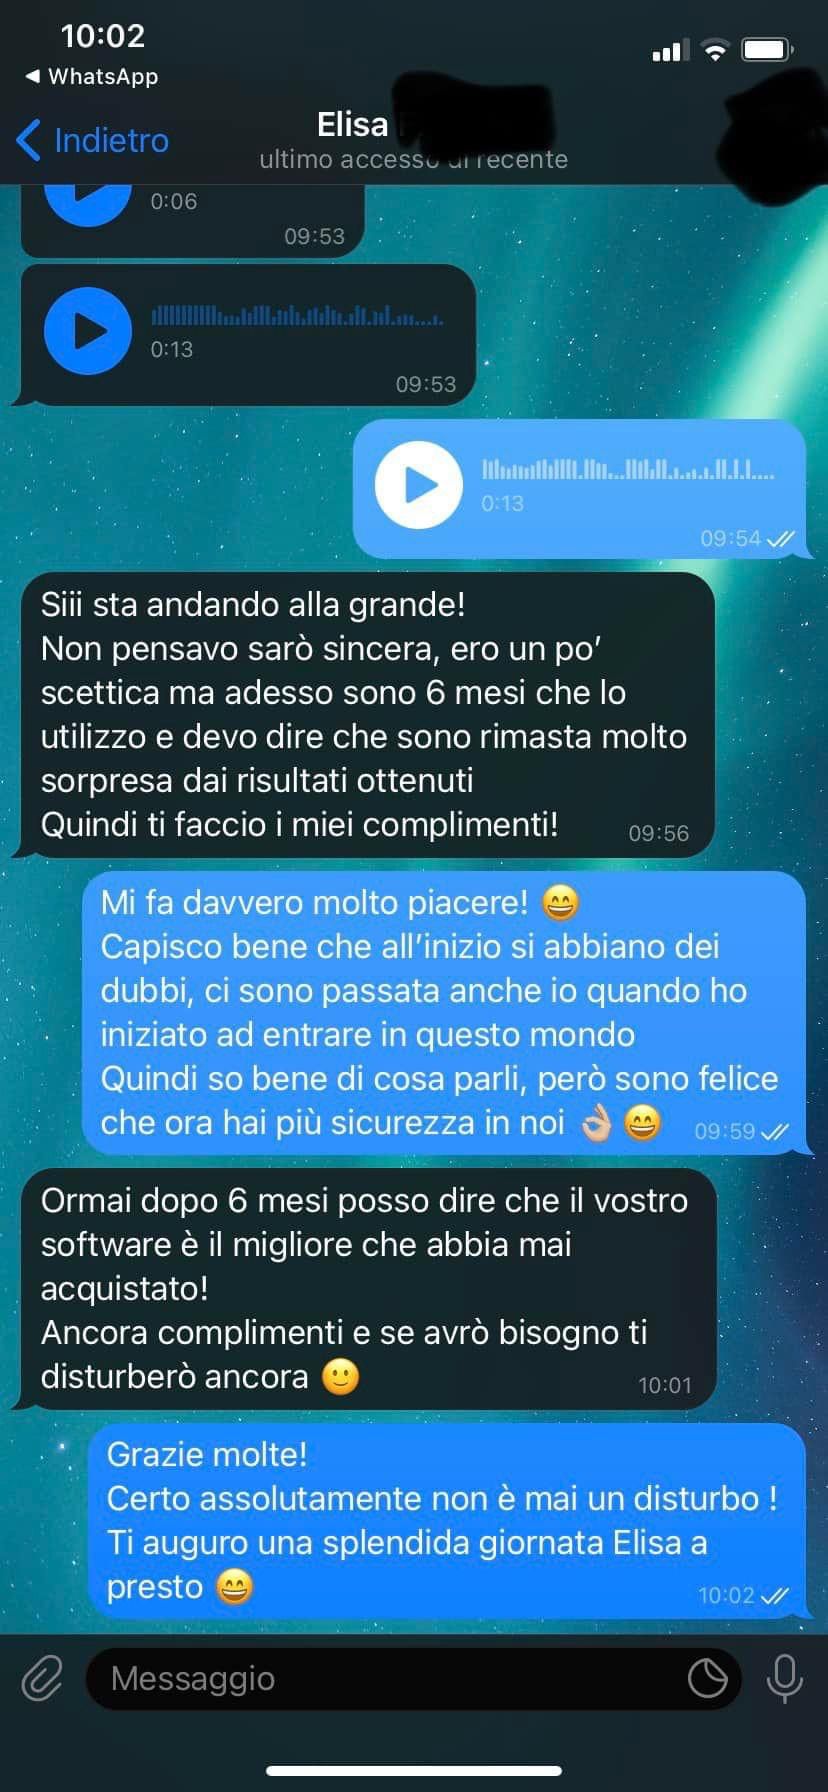 10:02
WhatsApp
Indietro
Elisa
ultimo accesso di recente
0:06
09:53
0:13
09:53
0:13
09:54
Siii sta andando alla grande!
Non pensavo sarò sincera, ero un po’
scettica ma adesso sono 6 mesi che lo
utilizzo e devo dire che sono rimasta molto
sorpresa dai risultati ottenuti
Quindi ti faccio i miei complimenti!
09:56
Mi fa davvero molto piacere! 😄
Capisco bene che all’inizio si abbiano dei
dubbi, ci sono passata anche io quando ho
iniziato ad entrare in questo mondo
Quindi so bene di cosa parli, però sono felice
che ora hai più sicurezza in noi 👌🏼 😄
09:59
Ormai dopo 6 mesi posso dire che il vostro
software è il migliore che abbia mai
acquistato!
Ancora complimenti e se avrò bisogno ti
disturberò ancora 🙂
10:01
Grazie molte!
Certo assolutamente non è mai un disturbo !
Ti auguro una splendida giornata Elisa a
presto 😄
10:02
Messaggio